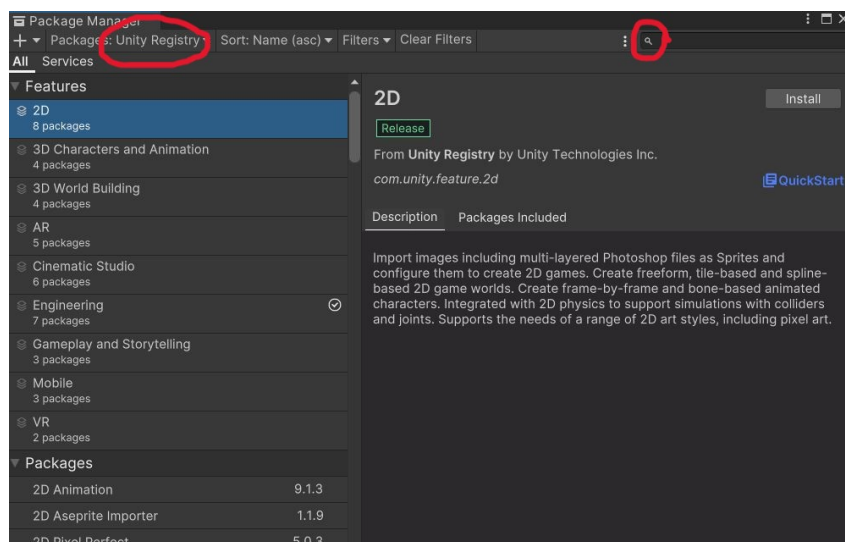 Package Manager
Packages: Unity Registry Sort: Name (asc) Filters Clear Filters
All Services
Features
2D
8 packages
3D Characters and Animation
4 packages
3D World Building
4 packages
AR
5 packages
Cinematic Studio
6 packages
Engineering
7 packages
Gameplay and Storytelling
3 packages
Mobile
3 packages
VR
2 packages
Packages
2D Animation 9.1.3
2D Aseprite Importer 1.1.9
2D Pixel Perfect 5.0.3
2D
Install
Release
From Unity Registry by Unity Technologies Inc.
com.unity.feature.2d
QuickStart
Description Packages Included
Import images including multi-layered Photoshop files as Sprites and
configure them to create 2D games. Create freeform, tile-based and spline-
based 2D game worlds. Create frame-by-frame and bone-based animated
characters. Integrated with 2D physics to support simulations with colliders
and joints. Supports the needs of a range of 2D art styles, including pixel art.